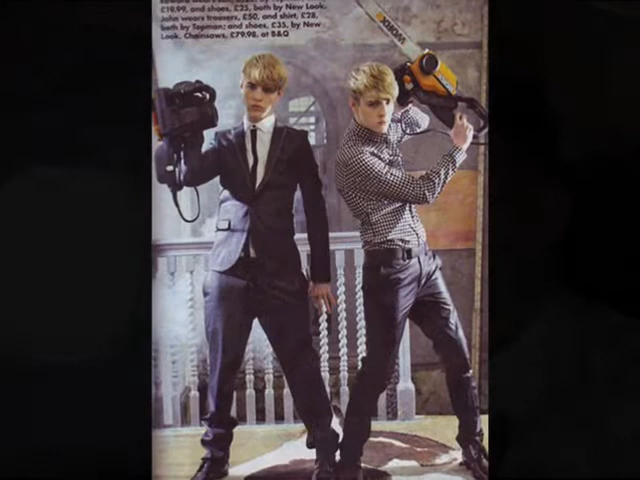 £19.99, and shoes, £25, both by New Look.
John wears trousers, £50, and shirt, £28,
both by Topman; and shoes, £35, by New
Look. Chainsaws, £79.98, at B&Q